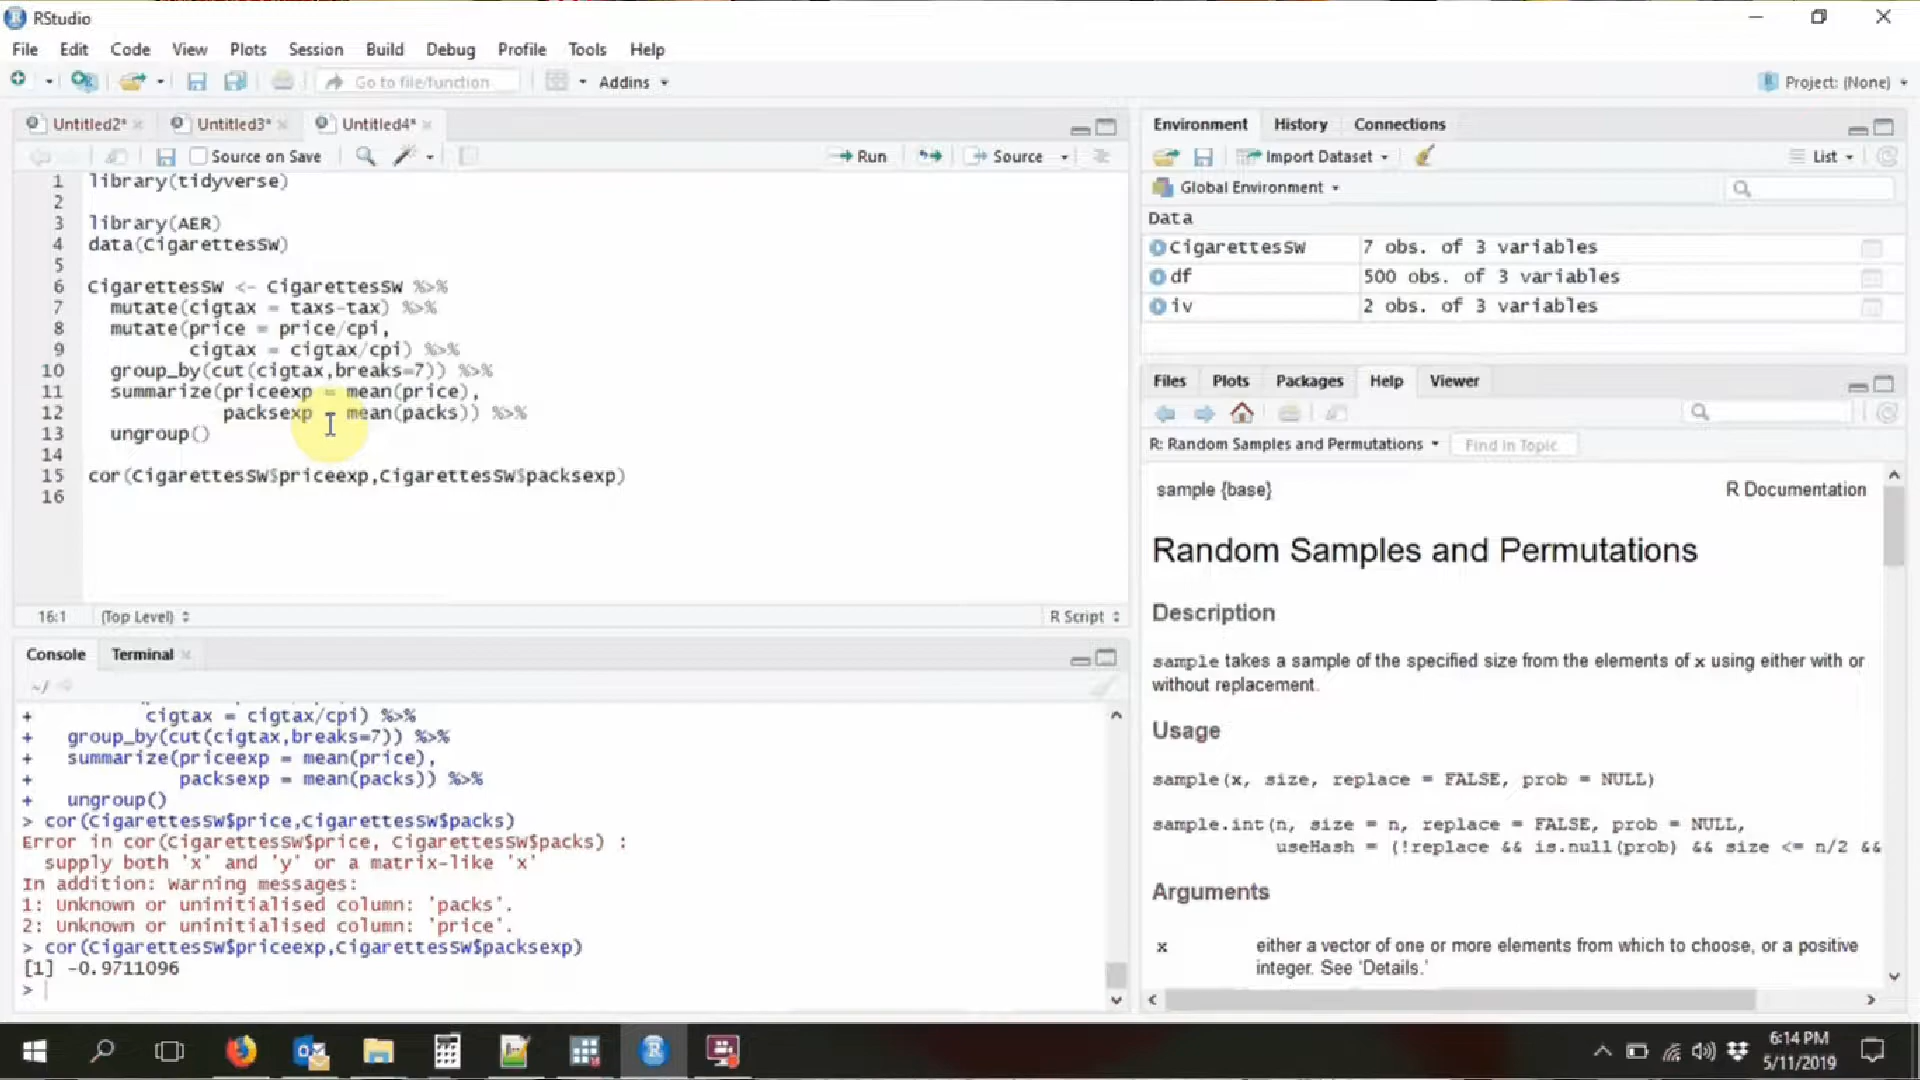 RStudio
File Edit Code View Plots Session Build Debug Profile Tools Help
Go to file/function Addins Project: (None)
Untitled2* Untitled3* Untitled4*
Source on Save Run Source
1 library(tidyverse)
2
3 library(AER)
4 data(CigarettesSW)
5
6 CigarettesSW <- CigarettesSW %>%
7 mutate(cigtax = taxs-tax) %>%
8 mutate(price = price/cpi,
9 cigtax = cigtax/cpi) %>%
10 group_by(cut(cigtax,breaks=7)) %>%
11 summarize(priceexp = mean(price),
12 packsexp = mean(packs)) %>%
13 ungroup()
14
15 cor(CigarettesSW$priceexp,CigarettesSW$packsexp)
16
16:1 (Top Level) R Script
Console Terminal
~/
+ cigtax = cigtax/cpi) %>%
+ group_by(cut(cigtax,breaks=7)) %>%
+ summarize(priceexp = mean(price),
+ packsexp = mean(packs)) %>%
+ ungroup()
> cor(CigarettesSW$price,CigarettesSW$packs)
Error in cor(CigarettesSW$price, CigarettesSW$packs) :
supply both 'x' and 'y' or a matrix-like 'x'
In addition: Warning messages:
1: Unknown or uninitialised column: 'packs'.
2: Unknown or uninitialised column: 'price'.
> cor(CigarettesSW$priceexp,CigarettesSW$packsexp)
[1] -0.9711096
>
Environment History Connections
Import Dataset List
Global Environment
Data
CigarettesSW 7 obs. of 3 variables
df 500 obs. of 3 variables
iv 2 obs. of 3 variables
Files Plots Packages Help Viewer
R: Random Samples and Permutations Find in Topic
sample {base} R Documentation
Random Samples and Permutations
Description
sample takes a sample of the specified size from the elements of x using either with or
without replacement.
Usage
sample(x, size, replace = FALSE, prob = NULL)
sample.int(n, size = n, replace = FALSE, prob = NULL,
useHash = (!replace && is.null(prob) && size <= n/2 &&
Arguments
x either a vector of one or more elements from which to choose, or a positive
integer. See 'Details.'
6:14 PM
5/11/2019